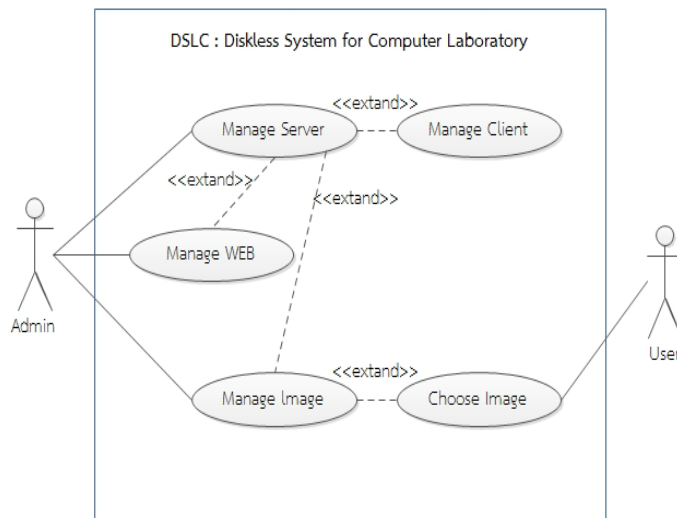 DSLC : Diskless System for Computer Laboratory
<<extand>>
Manage Server
Manage Client
<<extand>>
<<extand>>
Manage WEB
Admin
User
<<extand>>
Manage Image
Choose Image